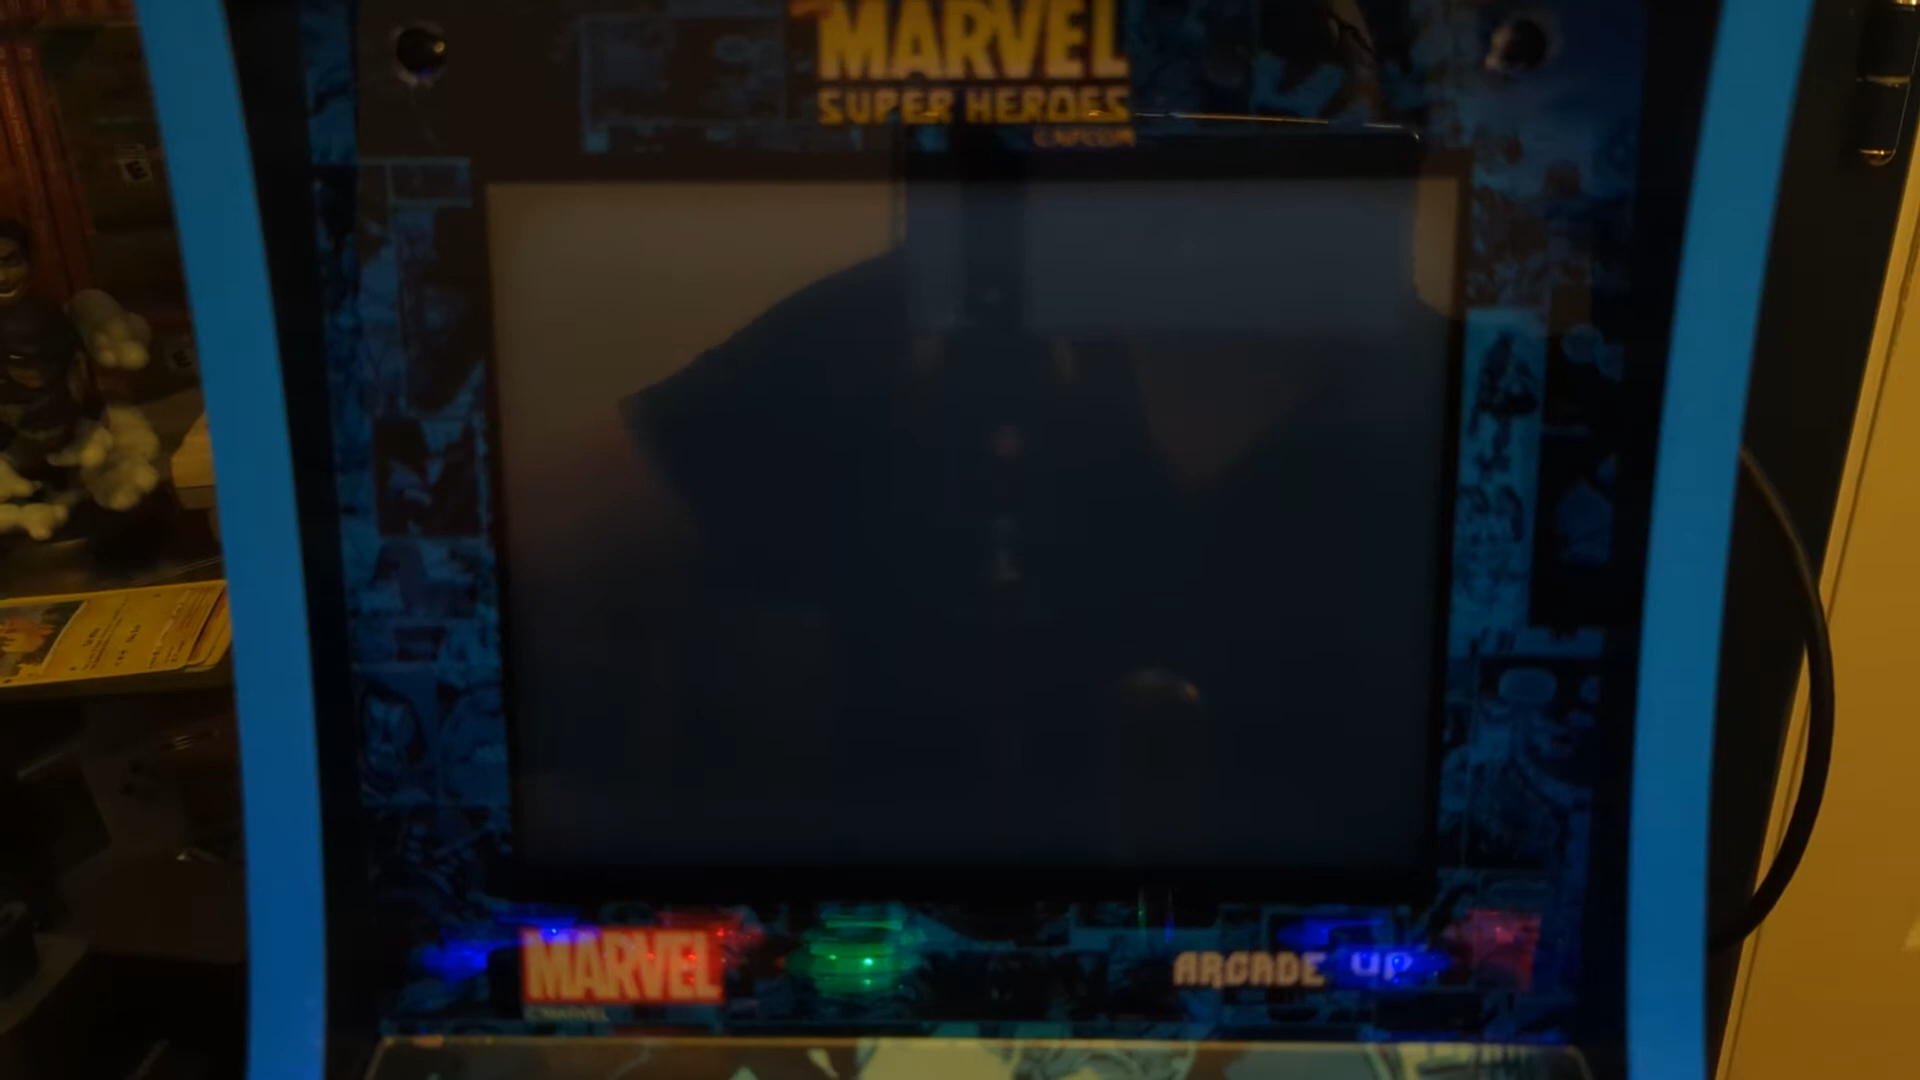 MARVEL
SUPER HEROES
CAPCOM
MARVEL
ARCADE UP